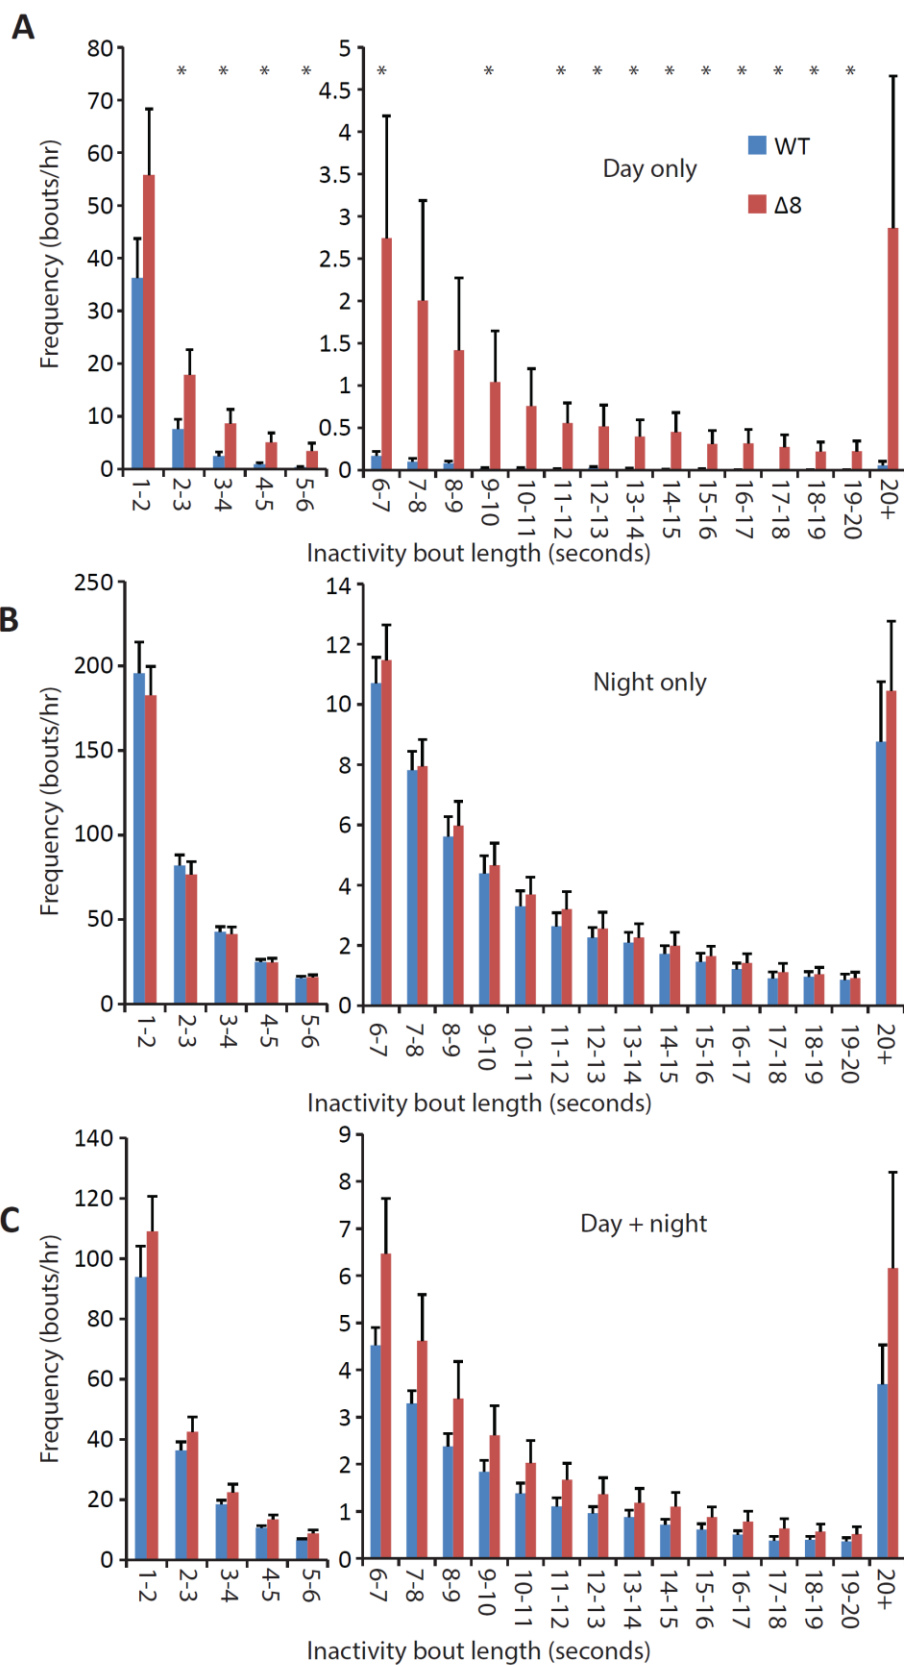 A
Frequency (bouts/hr)
80
70
60
50
40
30
20
10
0
* * * *
1-2 2-3 3-4 4-5 5-6
5
4.5
4
3.5
3
2.5
2
1.5
1
0.5
0
* * * * * * * * * * *
Day only
WT
Δ8
6-7 7-8 8-9 9-10 10-11 11-12 12-13 13-14 14-15 15-16 16-17 17-18 18-19 19-20 20+
Inactivity bout length (seconds)
B
Frequency (bouts/hr)
250
200
150
100
50
0
1-2 2-3 3-4 4-5 5-6
14
12
10
8
6
4
2
0
Night only
6-7 7-8 8-9 9-10 10-11 11-12 12-13 13-14 14-15 15-16 16-17 17-18 18-19 19-20 20+
Inactivity bout length (seconds)
C
Frequency (bouts/hr)
140
120
100
80
60
40
20
0
1-2 2-3 3-4 4-5 5-6
9
8
7
6
5
4
3
2
1
0
Day + night
6-7 7-8 8-9 9-10 10-11 11-12 12-13 13-14 14-15 15-16 16-17 17-18 18-19 19-20 20+
Inactivity bout length (seconds)